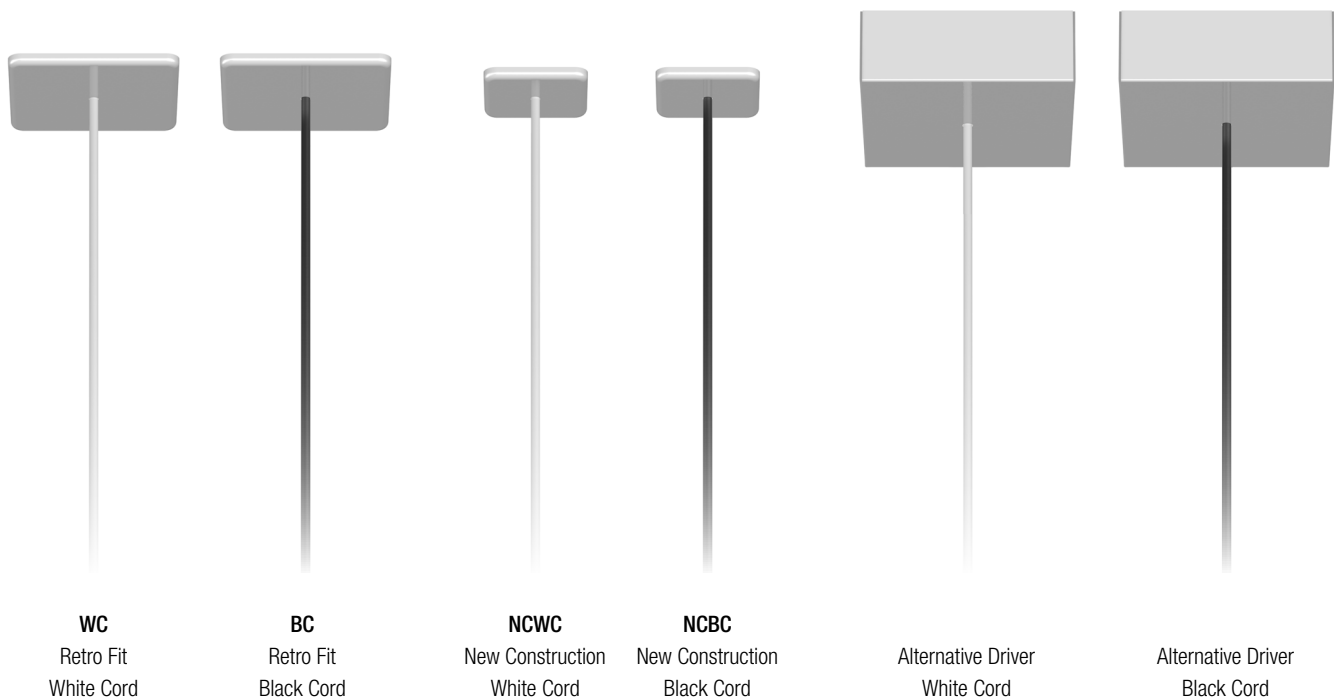 WC
Retro Fit
White Cord
BC
Retro Fit
Black Cord
NCWC
New Construction
White Cord
NCBC
New Construction
Black Cord
Alternative Driver
White Cord
Alternative Driver
Black Cord